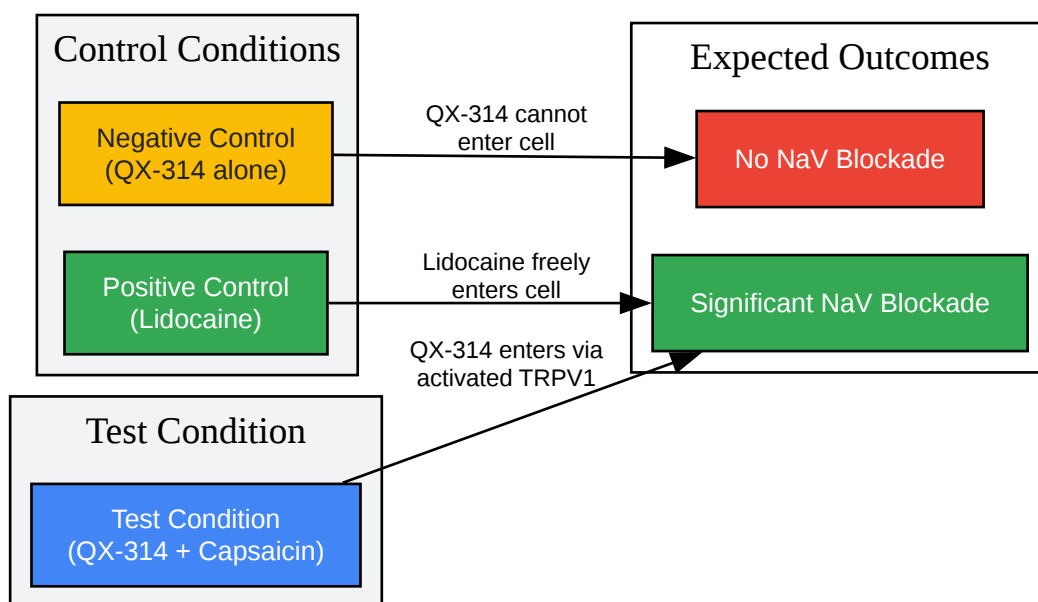 Control Conditions
Negative Control
(QX-314 alone)
Positive Control
(Lidocaine)
QX-314 cannot
enter cell
Lidocaine freely
enters cell
QX-314 enters via
activated TRPV1
Expected Outcomes
No NaV Blockade
Significant NaV Blockade
Test Condition
Test Condition
(QX-314 + Capsaicin)